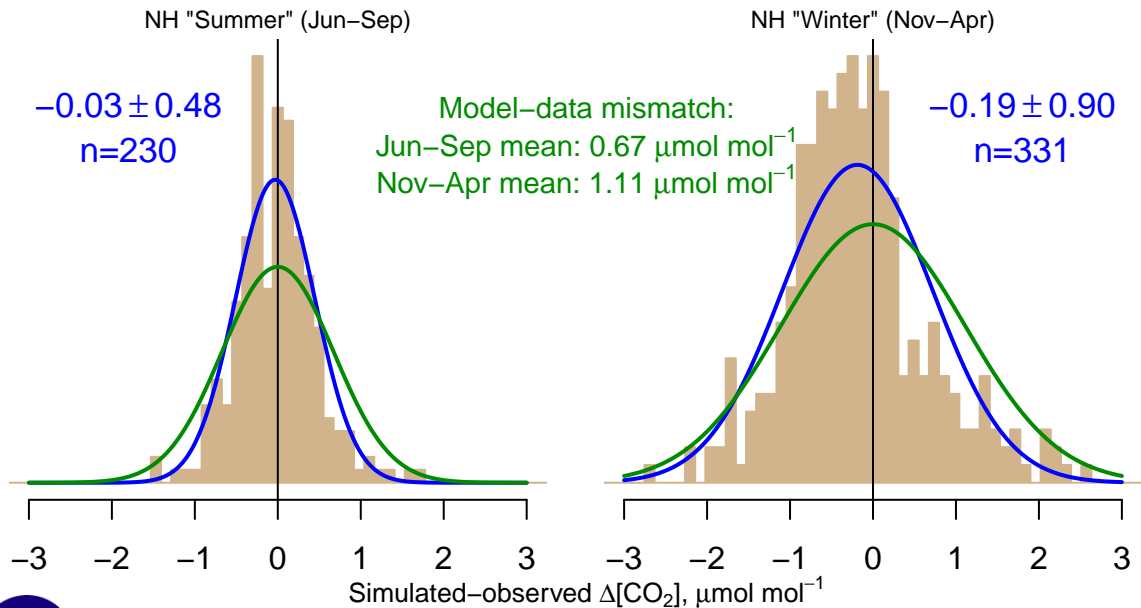 NH "Summer" (Jun−Sep)
NH "Winter" (Nov−Apr)
−0.03 ± 0.48
n=230
Model−data mismatch:
Jun−Sep mean: 0.67 μmol mol⁻¹
Nov−Apr mean: 1.11 μmol mol⁻¹
−0.19 ± 0.90
n=331
−3 −2 −1 0 1 2 3
−3 −2 −1 0 1 2 3
Simulated−observed Δ[CO₂], μmol mol⁻¹